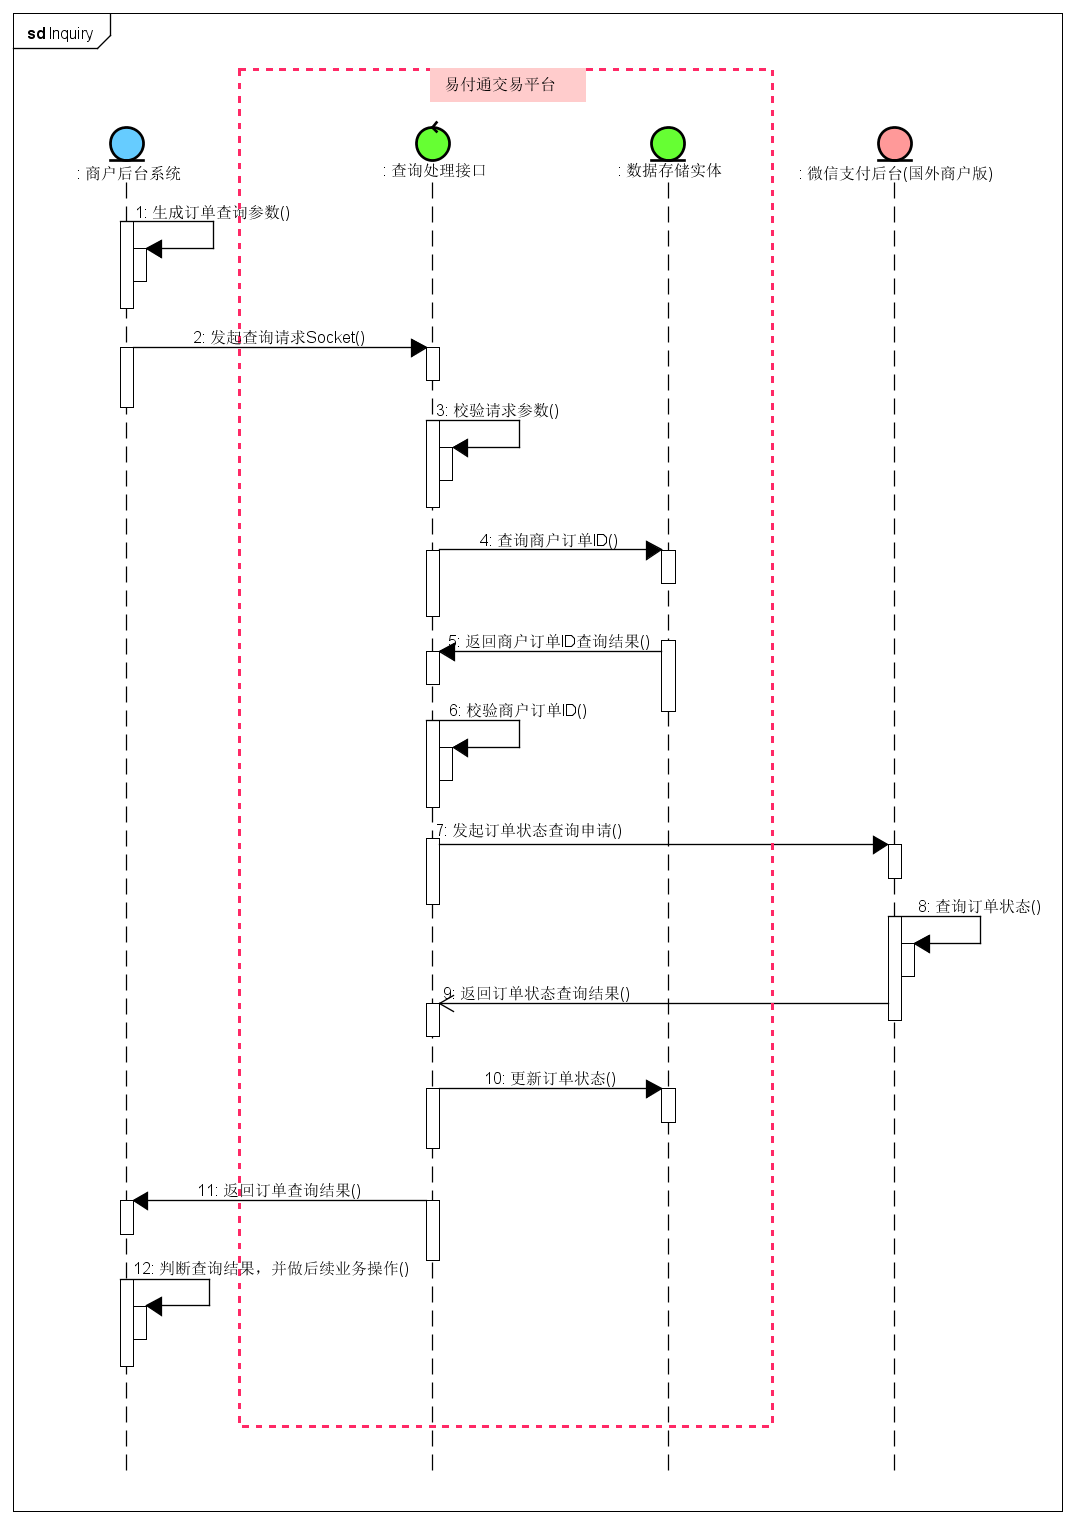 sd Inquiry
易付通交易平台
: 商户后台系统
: 查询处理接口
: 数据存储实体
: 微信支付后台(国外商户版)
1: 生成订单查询参数()
2: 发起查询请求Socket()
3: 校验请求参数()
4: 查询商户订单ID()
5: 返回商户订单ID查询结果()
6: 校验商户订单ID()
7: 发起订单状态查询申请()
8: 查询订单状态()
9: 返回订单状态查询结果()
10: 更新订单状态()
11: 返回订单查询结果()
12: 判断查询结果，并做后续业务操作()